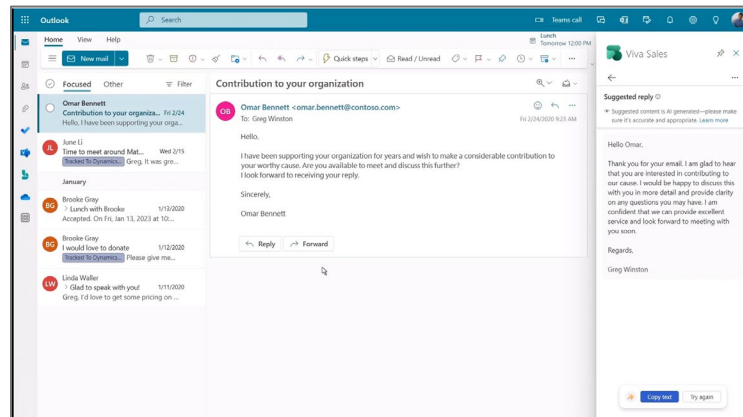 Outlook
Search
Teams call
Home View Help
Lunch
Tomorrow 12:00 PM
New mail
Quick steps
Read / Unread
Focused Other
Filter
Omar Bennett
Contribution to your organiza... Fri 2/24
Hello, I have been supporting your orga...
JL
June Li
Time to meet around Mat... Wed 2/15
Tracked To Dynamics... Greg, It was gre...
January
BG
Brooke Gray
> Lunch with Brooke 1/13/2020
Accepted. On Fri, Jan 13, 2023 at 10:...
BG
Brooke Gray
I would love to donate 1/12/2020
Tracked To Dynamics... Please give me...
LW
Linda Waller
> Glad to speak with you! 1/11/2020
Greg, I'd love to get some pricing on ...
Contribution to your organization
OB
Omar Bennett <omar.bennett@contoso.com>
To: Greg Winston
Fri 2/24/2020 9:23 AM
Hello.
I have been supporting your organization for years and wish to make a considerable contribution to
your worthy cause. Are you available to meet and discuss this further?
I look forward to receiving your reply.
Sincerely,
Omar Bennett
Reply
Forward
Viva Sales
Suggested reply
Suggested content is AI generated—please make
sure it's accurate and appropriate. Learn more
Hello Omar,
Thank you for your email. I am glad to hear
that you are interested in contributing to
our cause. I would be happy to discuss this
with you in more detail and provide clarity
on any questions you may have. I am
confident that we can provide excellent
service and look forward to meeting with
you soon.
Regards,
Greg Winston
Copy text
Try again